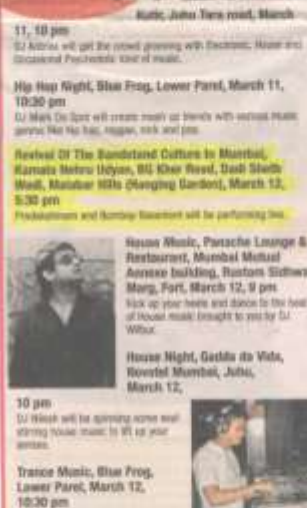 Kutir, Juhu Tara road, March
11, 10 pm
DJ will get the crowd grooving with Electronic, House and
Occasional Psychedelic kind of music.
Hip Hop Night, Blue Frog, Lower Parel, March 11,
10:30 pm
DJ Mark Da Spot will create mash up blends with various music
genres like hip hop, reggae, rock and pop.
Revival Of The Bandstand Culture In Mumbai,
Kamala Nehru Udyan, BG Kher Road, Dadi Sheth
Wadi, Malabar Hills (Hanging Garden), March 12,
5:30 pm
and Bombay Basement will be performing live.
House Music, Panache Lounge &
Restaurant, Mumbai Mutual
Annexe building, Rustom Sidhwa
Marg, Fort, March 12, 9 pm
Kick up your heels and dance to the beat
of House music brought to you by DJ
Wilbur.
House Night, Gadda da Vida,
Novotel Mumbai, Juhu,
March 12,
10 pm
DJ will be spinning some soul
stirring house music to lift up your
senses.
Trance Music, Blue Frog,
Lower Parel, March 12,
10:30 pm